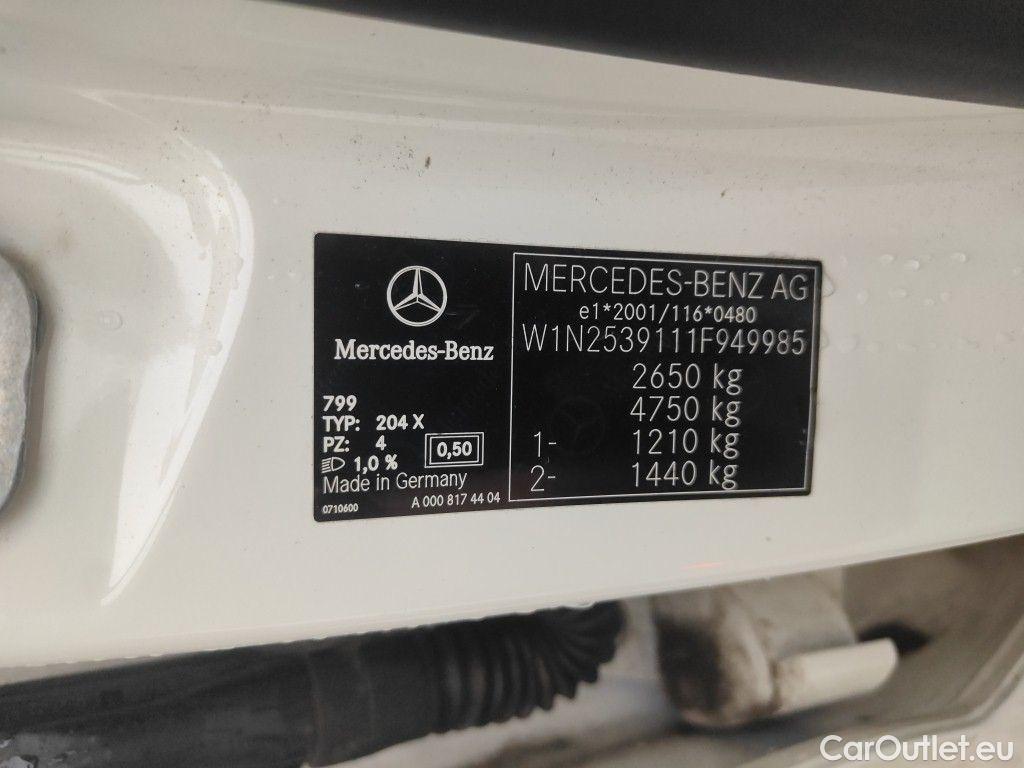 Mercedes-Benz
799
TYP: 204 X
PZ: 4
0,50
1,0 %
Made in Germany
0710600
A 000 817 44 04
MERCEDES-BENZ AG
e1*2001/116*0480
W1N2539111F949985
2650 kg
4750 kg
1- 1210 kg
2- 1440 kg
CarOutlet.eu